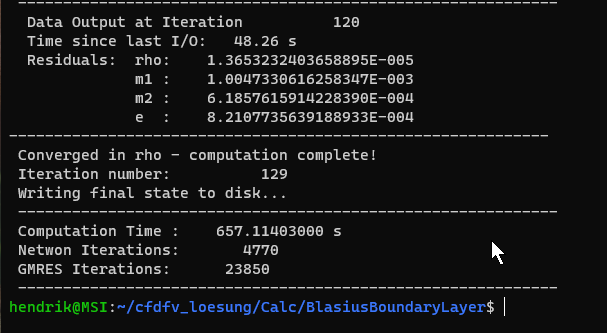 ------------------------------------------------------------
Data Output at Iteration 120
Time since last I/O: 48.26 s
Residuals: rho: 1.3653232403658895E-005
m1 : 1.0047330616258347E-003
m2 : 6.1857615914228390E-004
e : 8.2107735639188933E-004
------------------------------------------------------------
Converged in rho - computation complete!
Iteration number: 129
Writing final state to disk...
------------------------------------------------------------
Computation Time : 657.11403000 s
Netwon Iterations: 4770
GMRES Iterations: 23850
------------------------------------------------------------
hendrik@MSI:~/cfdfv_loesung/Calc/BlasiusBoundaryLayer$